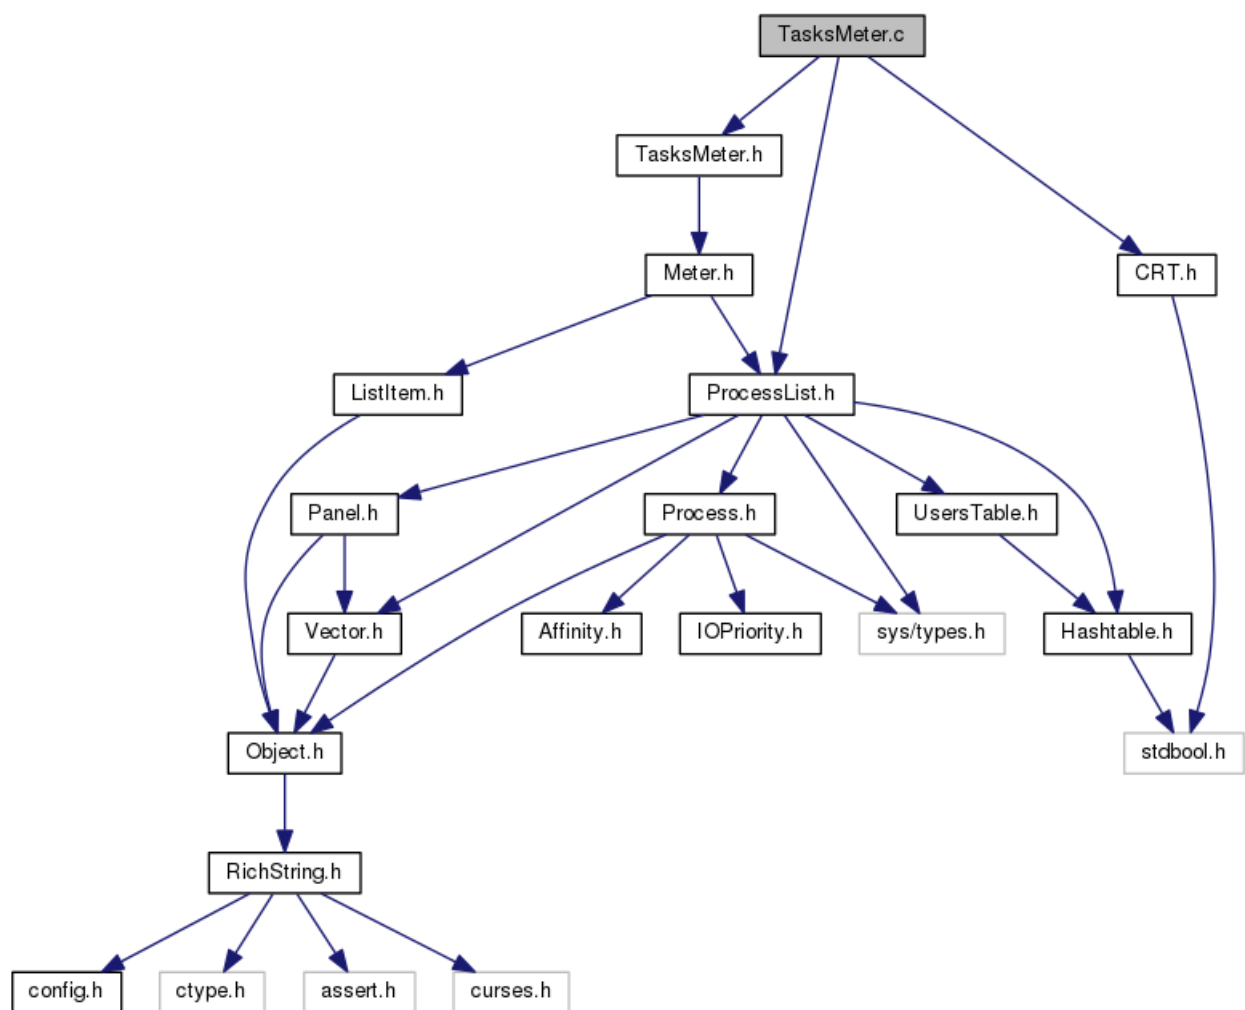 TasksMeter.c
TasksMeter.h
Meter.h
CRT.h
ListItem.h
ProcessList.h
Panel.h
Process.h
UsersTable.h
Vector.h
Affinity.h
IOPriority.h
sys/types.h
Hashtable.h
Object.h
stdbool.h
RichString.h
config.h
ctype.h
assert.h
curses.h